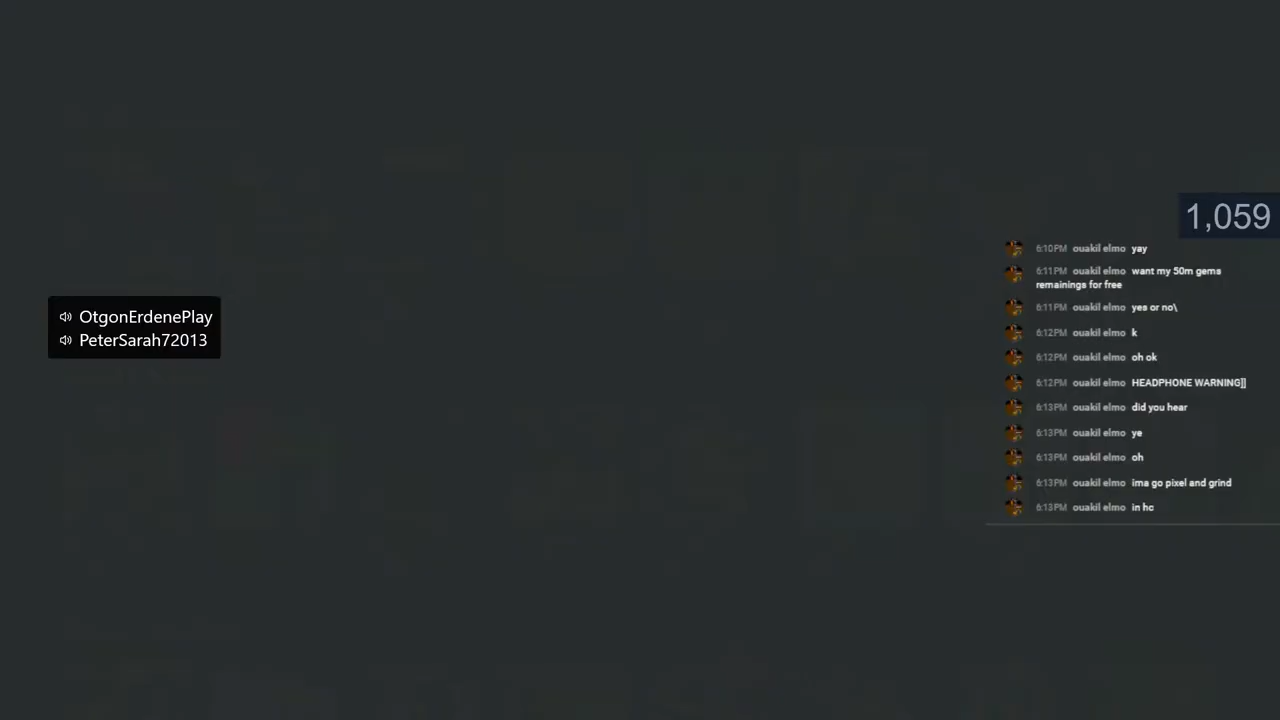 1,059
6:10PM ouakil elmo yay
6:11PM ouakil elmo want my 50m gems
remainings for free
6:11PM ouakil elmo yes or no\
6:12PM ouakil elmo k
6:12PM ouakil elmo oh ok
6:12PM ouakil elmo HEADPHONE WARNING]]
6:13PM ouakil elmo did you hear
6:13PM ouakil elmo ye
6:13PM ouakil elmo oh
6:13PM ouakil elmo ima go pixel and grind
6:13PM ouakil elmo in hc
OtgonErdenePlay
PeterSarah72013